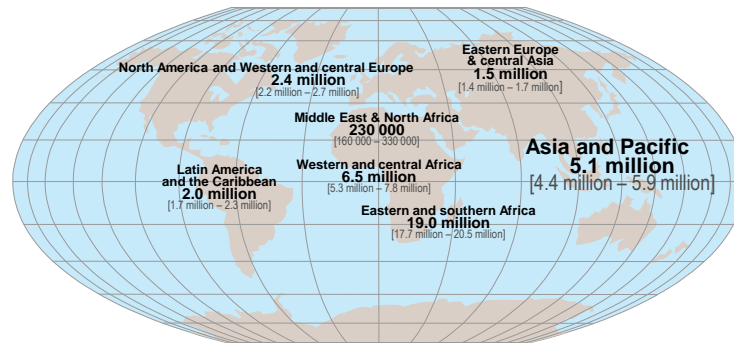 North America and Western and central Europe
2.4 million
[2.2 million – 2.7 million]
Eastern Europe
& central Asia
1.5 million
[1.4 million – 1.7 million]
Middle East & North Africa
230 000
[160 000 – 330 000]
Western and central Africa
6.5 million
[5.3 million – 7.8 million]
Latin America
and the Caribbean
2.0 million
[1.7 million – 2.3 million]
Eastern and southern Africa
19.0 million
[17.7 million – 20.5 million]
Asia and Pacific
5.1 million
[4.4 million – 5.9 million]